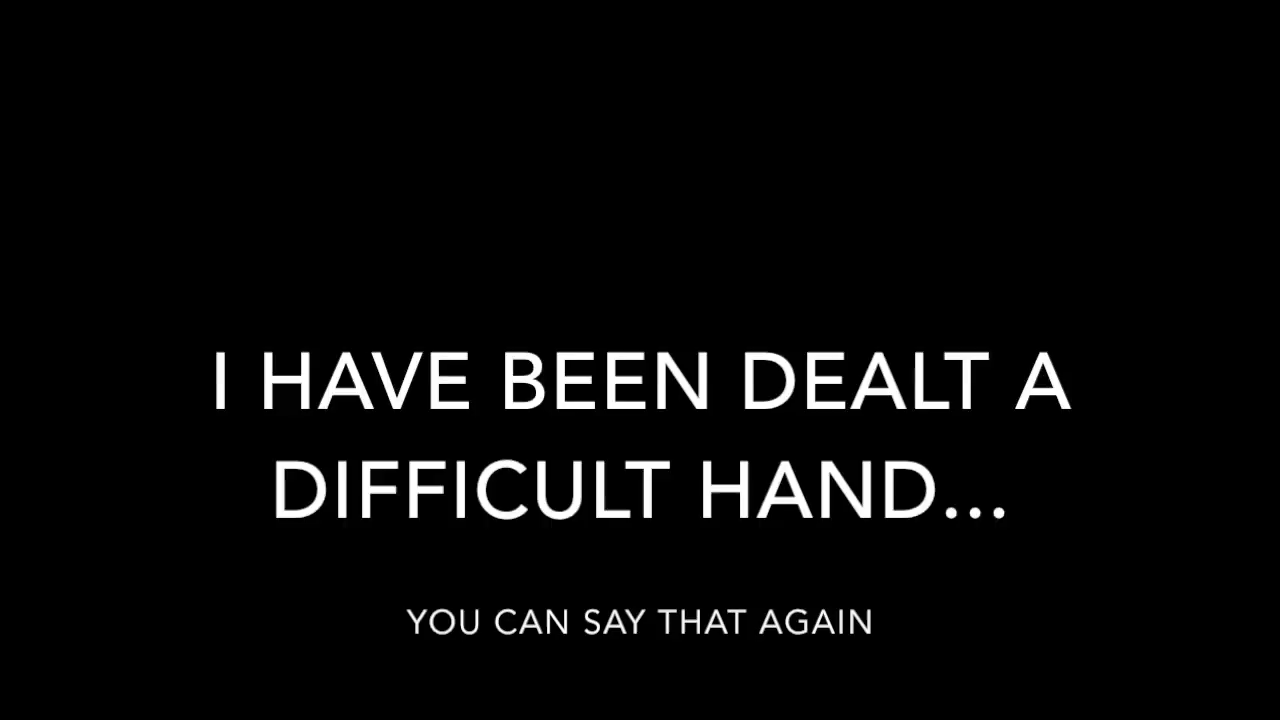 I HAVE BEEN DEALT A
DIFFICULT HAND...
YOU CAN SAY THAT AGAIN